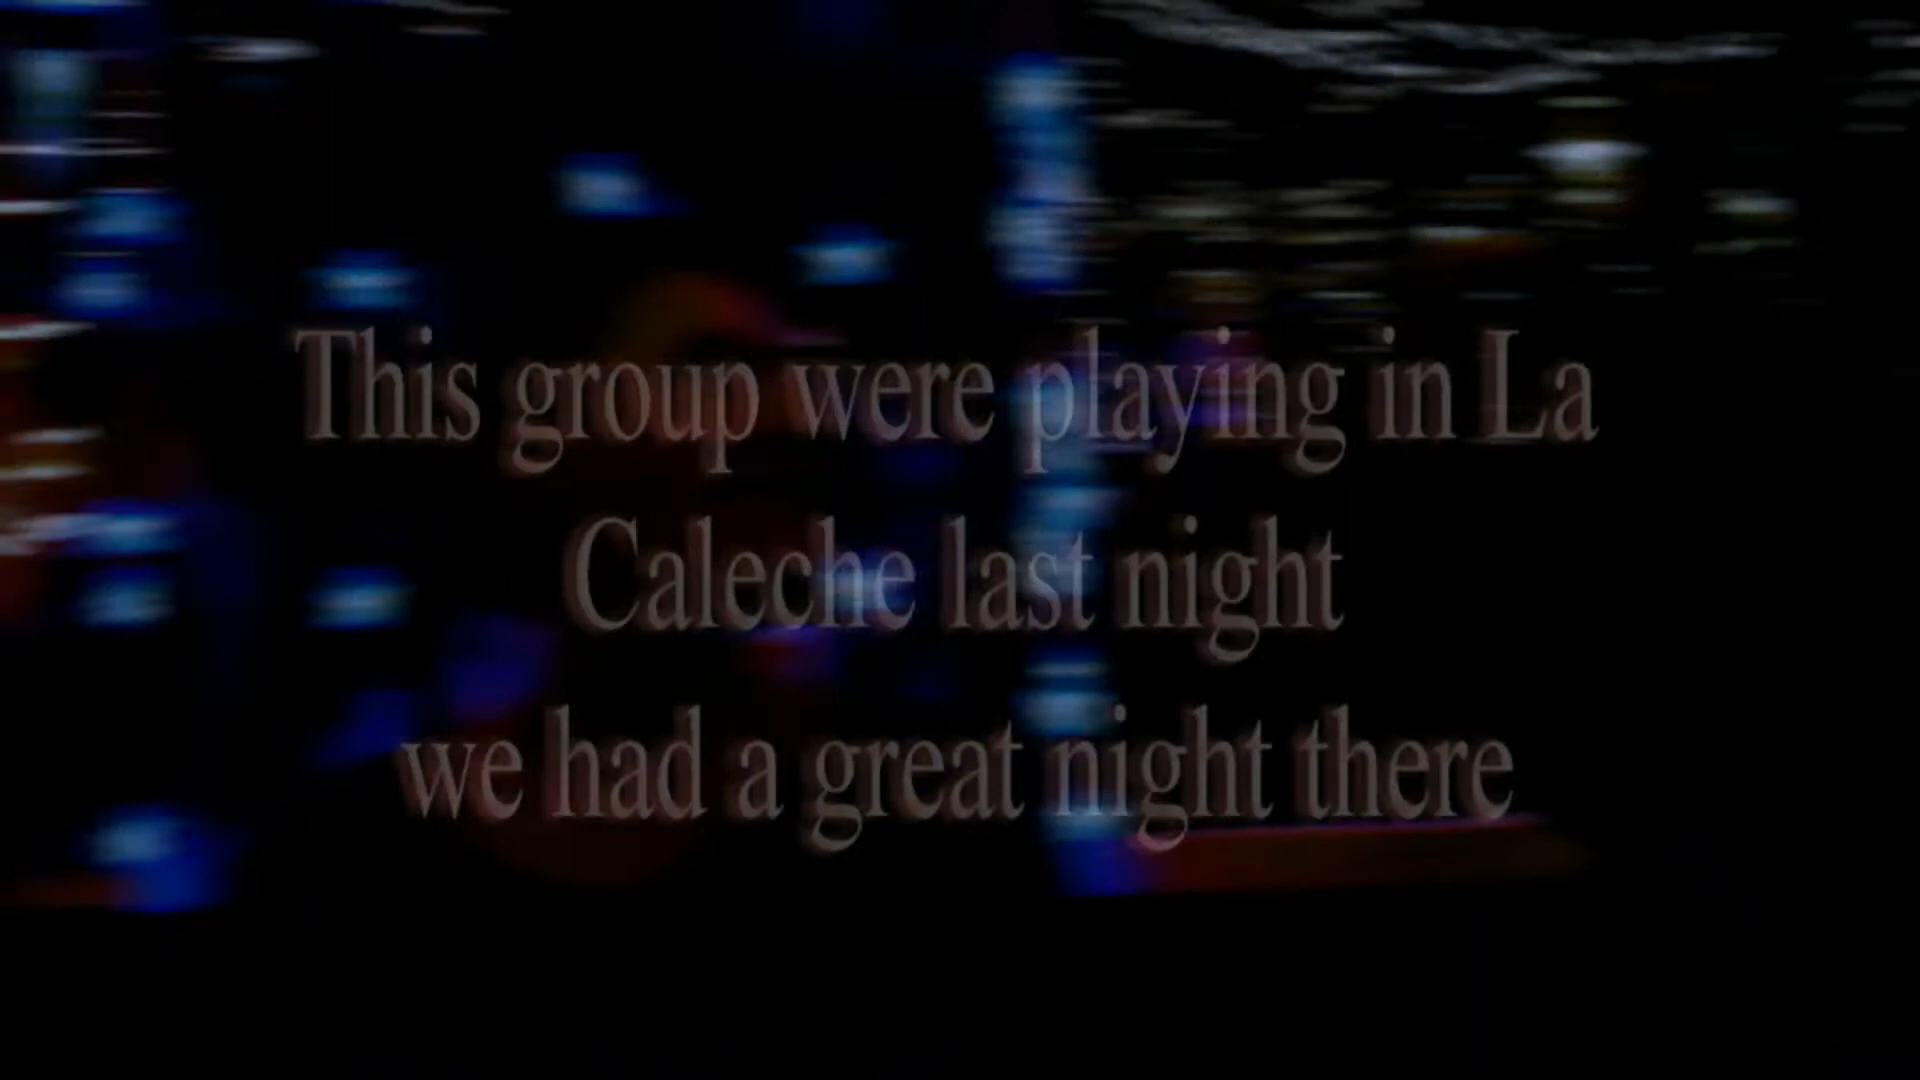 This group were playing in La
Caleche last night
we had a great night there